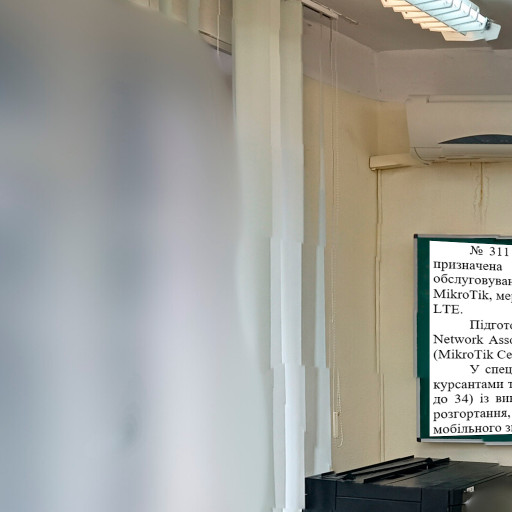 № 311
призначена
обслуговуван
MikroTik, мер
LTE.
Підгото
Network Asso
(MikroTik Ce
У спец
курсантами т
до 34) із ви
розгортання,
мобільного з